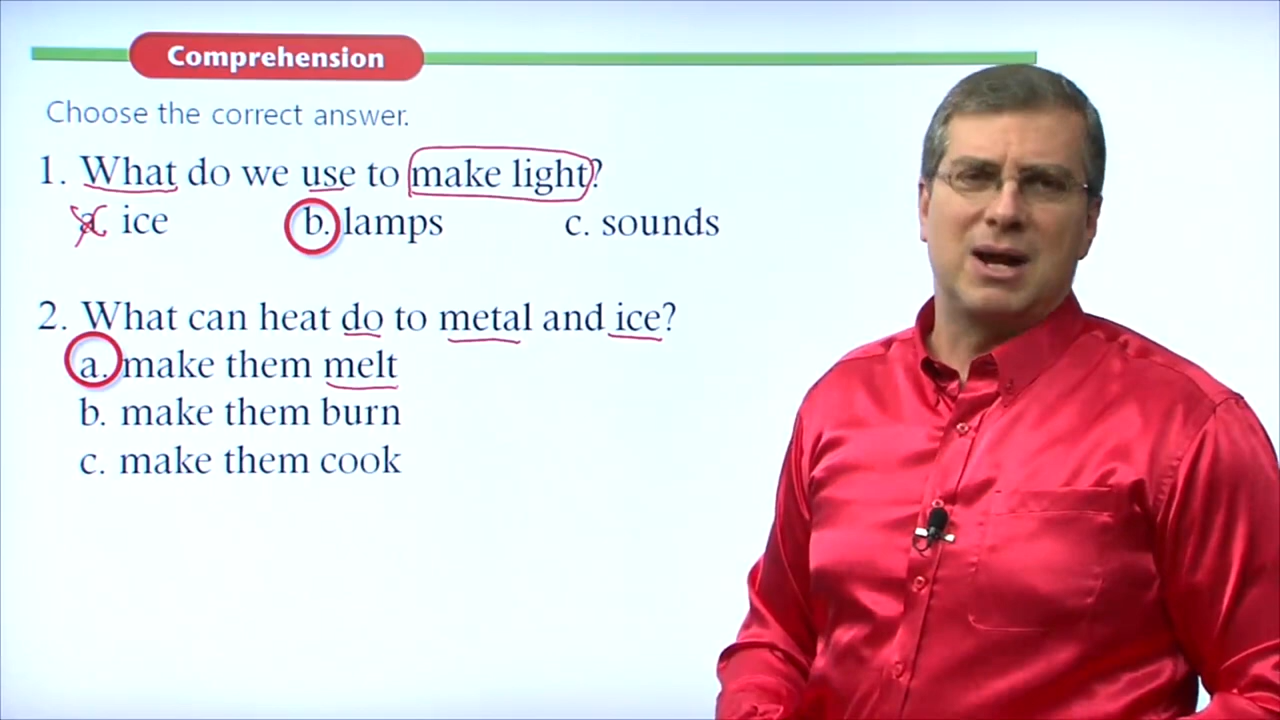 Comprehension
Choose the correct answer.
1. What do we use to make light?
a. ice b. lamps c. sounds
2. What can heat do to metal and ice?
a. make them melt
b. make them burn
c. make them cook